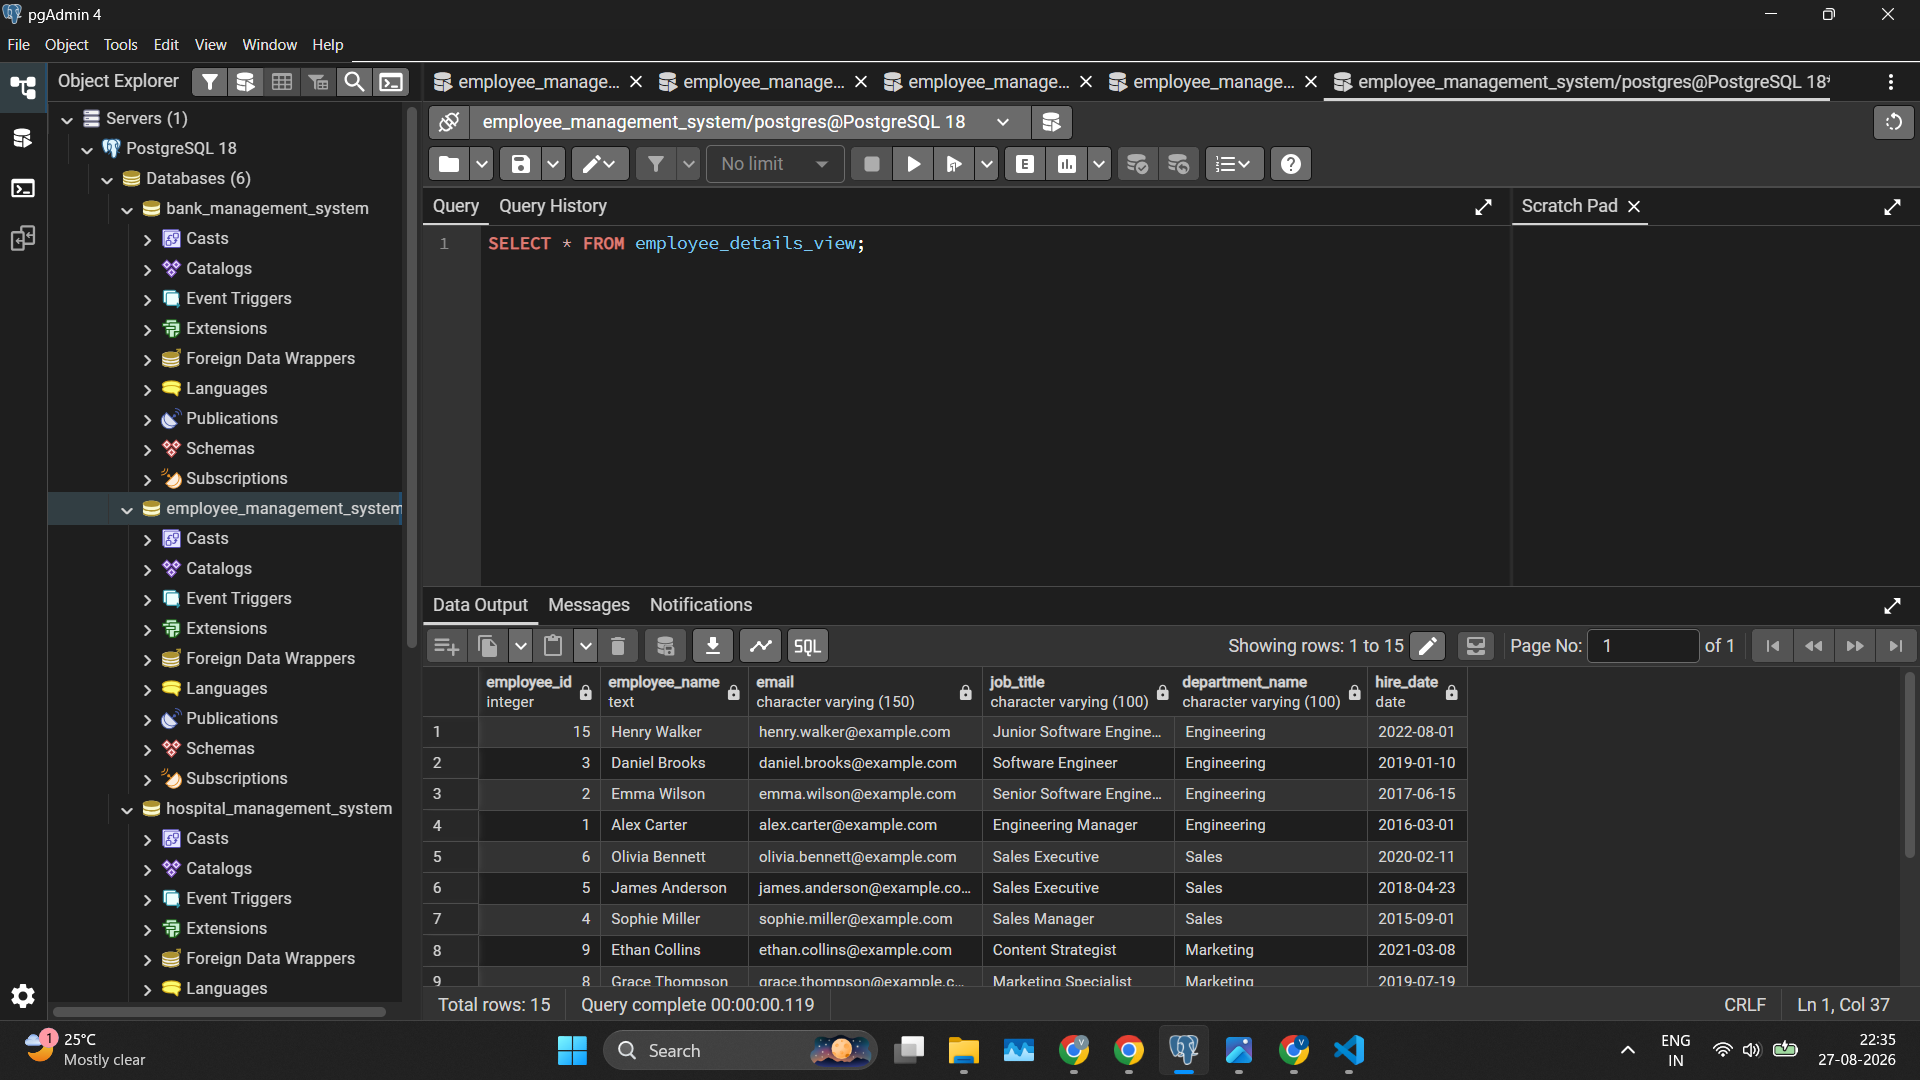 pgAdmin 4
File Object Tools Edit View Window Help
Object Explorer
employee_manage...
employee_manage...
employee_manage...
employee_manage...
employee_management_system/postgres@PostgreSQL 18*
Servers (1)
PostgreSQL 18
Databases (6)
bank_management_system
Casts
Catalogs
Event Triggers
Extensions
Foreign Data Wrappers
Languages
Publications
Schemas
Subscriptions
employee_management_system
Casts
Catalogs
Event Triggers
Extensions
Foreign Data Wrappers
Languages
Publications
Schemas
Subscriptions
hospital_management_system
Casts
Catalogs
Event Triggers
Extensions
Foreign Data Wrappers
Languages
employee_management_system/postgres@PostgreSQL 18
No limit
E
Query Query History
Scratch Pad
1 SELECT * FROM employee_details_view;
Data Output Messages Notifications
SQL
Showing rows: 1 to 15
Page No: 1 of 1
employee_id integer employee_name text email character varying (150) job_title character varying (100) department_name character varying (100) hire_date date
1 15 Henry Walker henry.walker@example.com Junior Software Engine... Engineering 2022-08-01
2 3 Daniel Brooks daniel.brooks@example.com Software Engineer Engineering 2019-01-10
3 2 Emma Wilson emma.wilson@example.com Senior Software Engine... Engineering 2017-06-15
4 1 Alex Carter alex.carter@example.com Engineering Manager Engineering 2016-03-01
5 6 Olivia Bennett olivia.bennett@example.com Sales Executive Sales 2020-02-11
6 5 James Anderson james.anderson@example.co... Sales Executive Sales 2018-04-23
7 4 Sophie Miller sophie.miller@example.com Sales Manager Sales 2015-09-01
8 9 Ethan Collins ethan.collins@example.com Content Strategist Marketing 2021-03-08
9 8 Grace Thompson grace.thompson@example.c... Marketing Specialist Marketing 2019-07-19
Total rows: 15 Query complete 00:00:00.119
CRLF Ln 1, Col 37
1
25°C
Mostly clear
Search
ENG
IN
22:35
27-08-2026